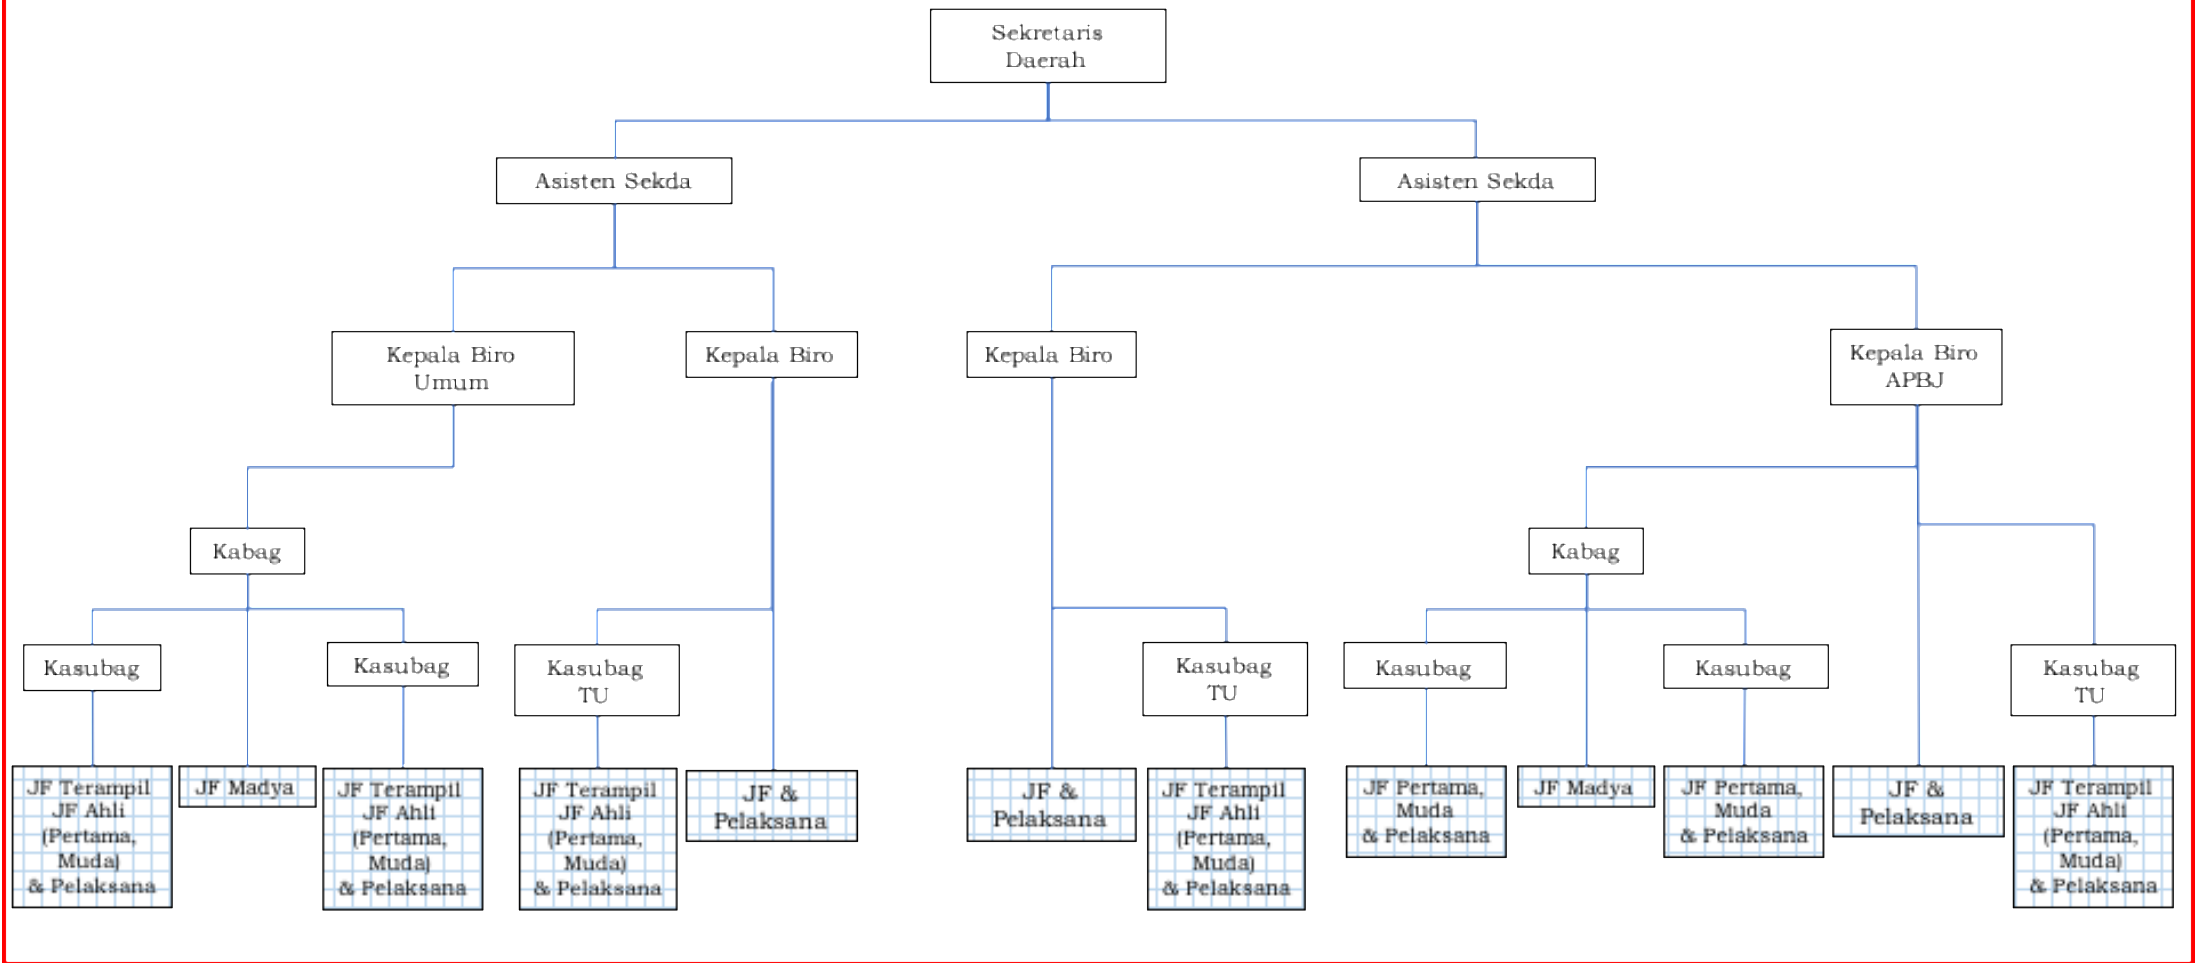 Sekretaris
Daerah
Asisten Sekda
Asisten Sekda
Kepala Biro
Umum
Kepala Biro
Kepala Biro
Kepala Biro
APBJ
Kabag
Kabag
Kasubag
Kasubag
Kasubag
TU
Kasubag
TU
Kasubag
Kasubag
Kasubag
TU
JF Terampil
JF Ahli
(Pertama,
Muda)
& Pelaksana
JF Madya
JF Terampil
JF Ahli
(Pertama,
Muda)
& Pelaksana
JF Terampil
JF Ahli
(Pertama,
Muda)
& Pelaksana
JF &
Pelaksana
JF &
Pelaksana
JF Terampil
JF Ahli
(Pertama,
Muda)
& Pelaksana
JF Pertama,
Muda
& Pelaksana
JF Madya
JF Pertama,
Muda
& Pelaksana
JF &
Pelaksana
JF Terampil
JF Ahli
(Pertama,
Muda)
& Pelaksana